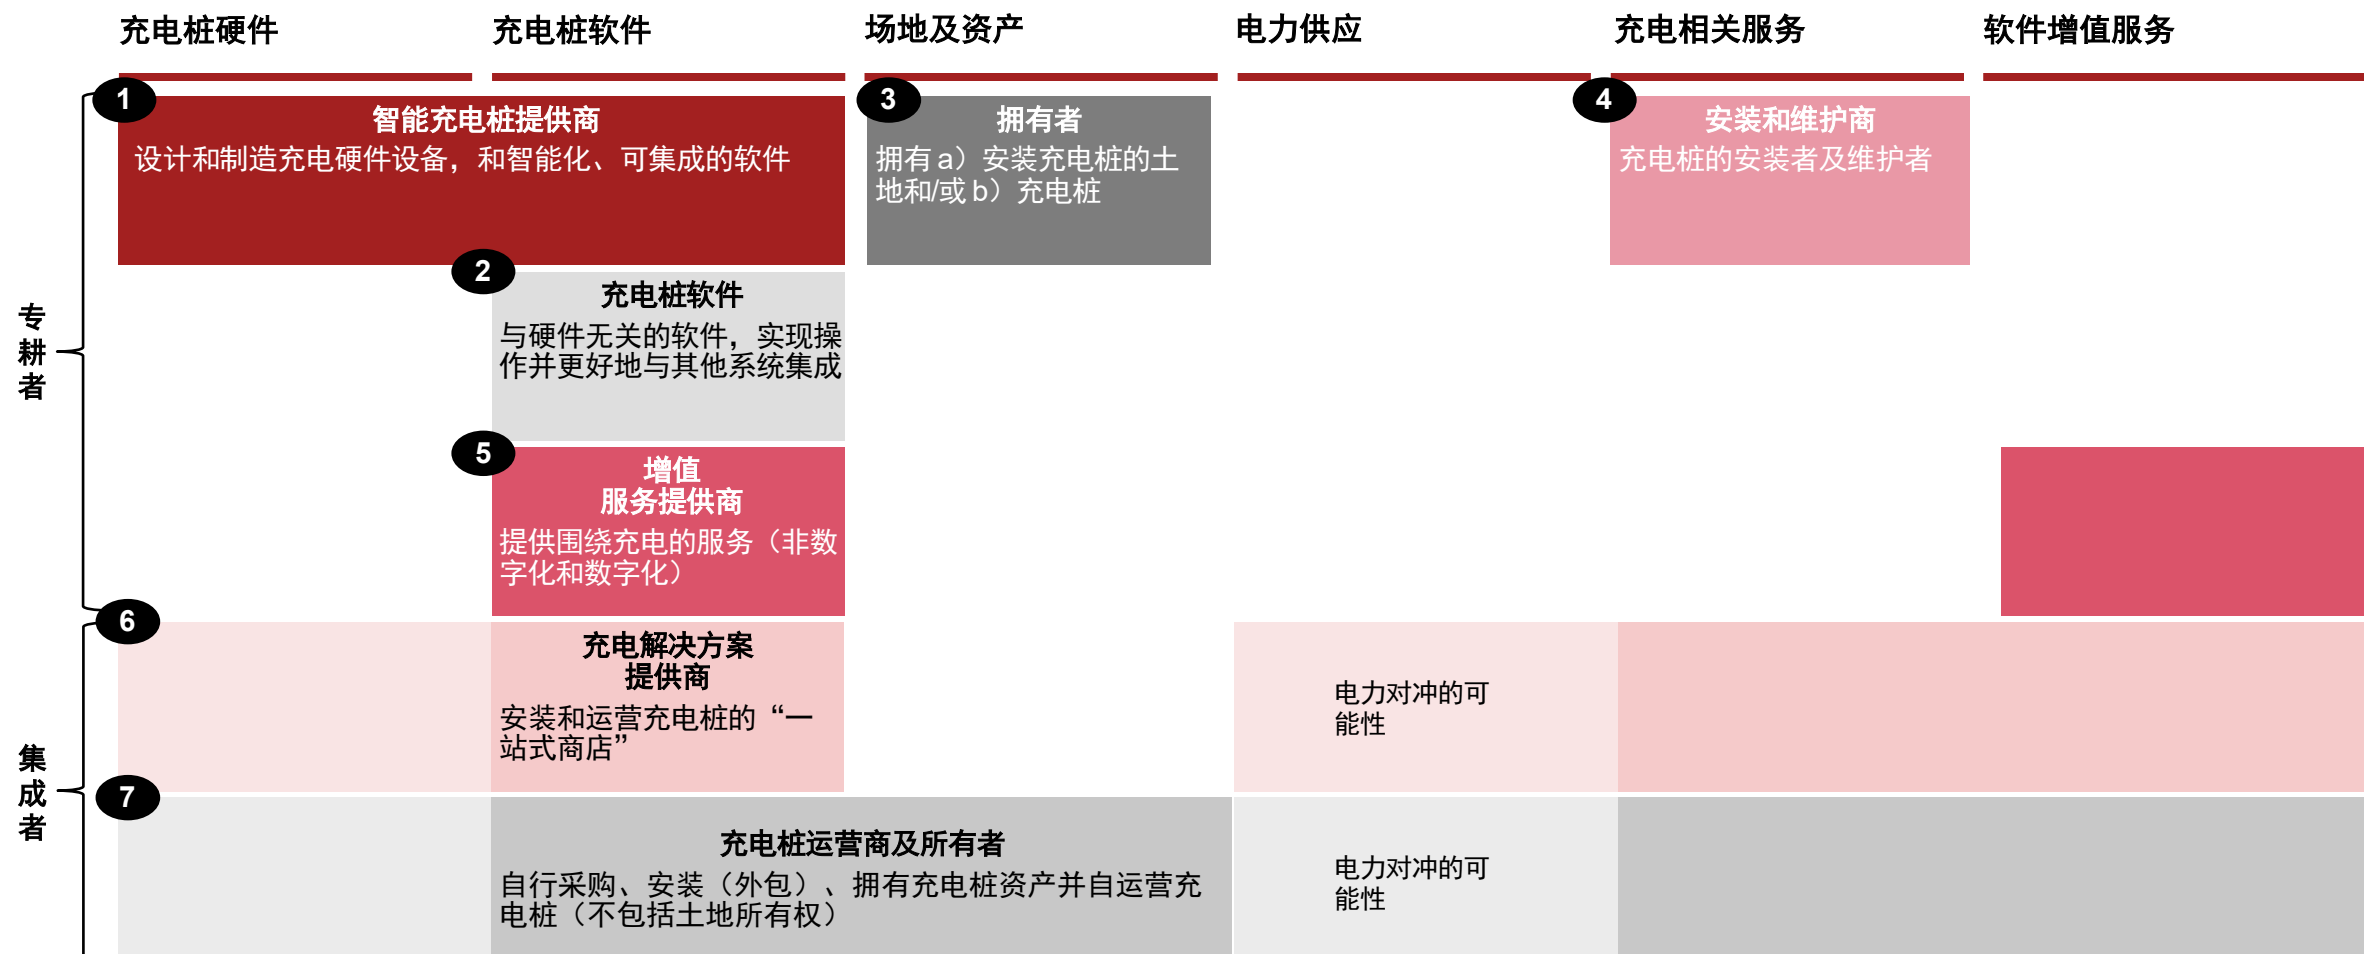 充电桩硬件
充电桩软件
场地及资产
电力供应
充电相关服务
软件增值服务
专耕者
1
智能充电桩提供商
设计和制造充电硬件设备，和智能化、可集成的软件
3
拥有者
拥有a）安装充电桩的土
地和/或b）充电桩
4
安装和维护商
充电桩的安装者及维护者
2
充电桩软件
与硬件无关的软件，实现操
作并更好地与其他系统集成
5
增值
服务提供商
提供围绕充电的服务（非数
字化和数字化）
集成者
6
充电解决方案
提供商
安装和运营充电桩的“一
站式商店”
电力对冲的可
能性
7
充电桩运营商及所有者
自行采购、安装（外包）、拥有充电桩资产并自运营充
电桩（不包括土地所有权）
电力对冲的可
能性